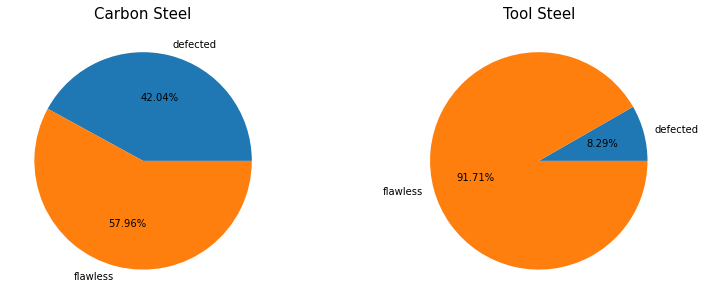 Carbon Steel
defected
42.04%
57.96%
flawless
Tool Steel
defected
8.29%
91.71%
flawless